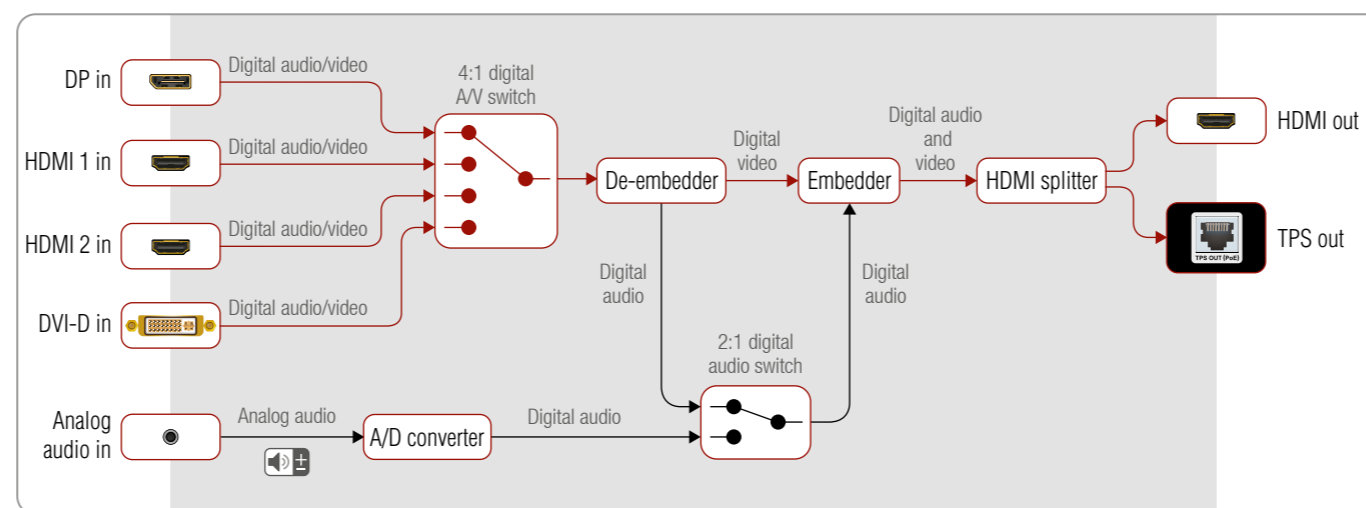 DP in
Digital audio/video
4:1 digital
A/V switch
HDMI 1 in
Digital audio/video
HDMI 2 in
Digital audio/video
DVI-D in
Digital audio/video
De-embedder
Digital
video
Embedder
Digital audio
and
video
HDMI splitter
HDMI out
TPS OUT (PoE)
TPS out
Digital
audio
Digital
audio
2:1 digital
audio switch
Analog
audio in
Analog audio
A/D converter
Digital audio